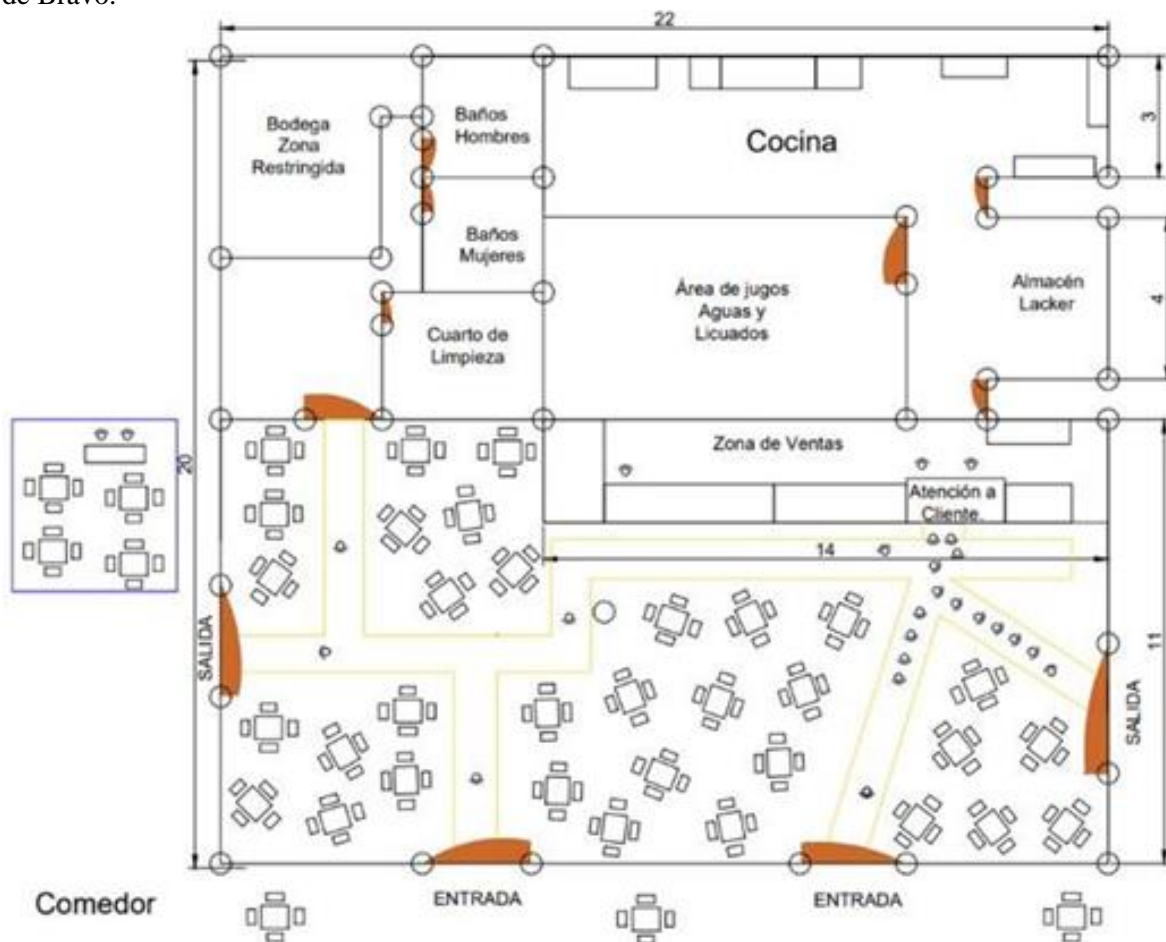 de Bravo.
22
Bodega
Zona
Restringida
Baños
Hombres
Cocina
3
Baños
Mujeres
Área de jugos
Aguas y
Licuados
Almacén
Lacker
4
Cuarto de
Limpieza
20
Zona de Ventas
Atención a
Cliente.
14
SALIDA
11
SALIDA
Comedor
ENTRADA
ENTRADA